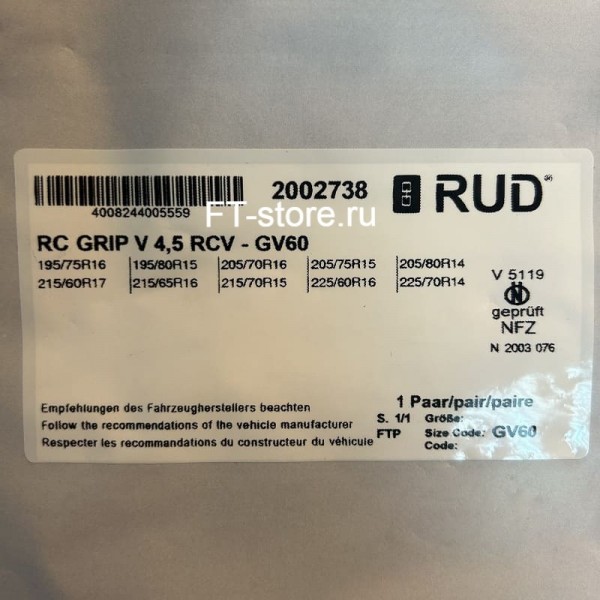 2002738
RUD®
4008244005559
FT-store.ru
RC GRIP V 4,5 RCV - GV60
195/75R16 195/80R15 205/70R16 205/75R15 205/80R14
215/60R17 215/65R16 215/70R15 225/60R16 225/70R14
V 5119
geprüft
NFZ
N 2003 076
1 Paar/pair/paire
Empfehlungen des Fahrzeugherstellers beachten
S. 1/1 Größe:
Follow the recommendations of the vehicle manufacturer
FTP Size Code: GV60
Respecter les recommandations du constructeur du véhicule
Code: